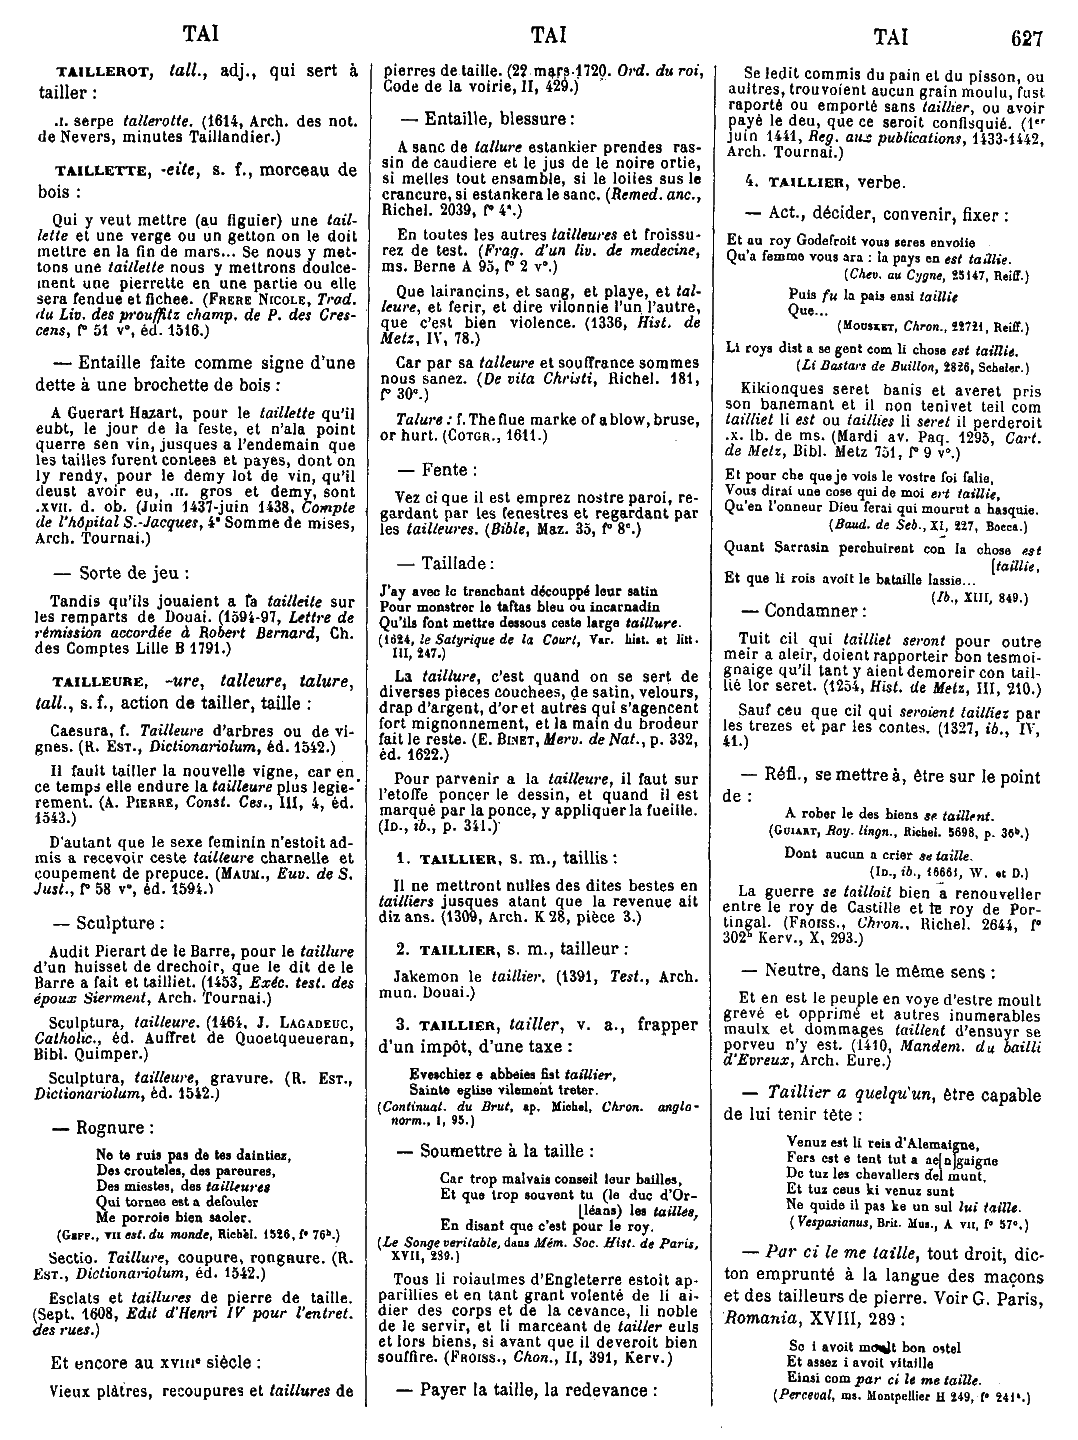 TAI
TAI
TAI 627
TAILLEROT, tall., adj., qui sert à
tailler :
.I. serpe tallerotte. (1614, Arch. des not.
de Nevers, minutes Taillandier.)
TAILLETTE, -eite, s. f., morceau de
bois :
Qui y veut mettre (au figuier) une tail-
lette et une verge ou un getton on le doit
mettre en la fin de mars... Se nous y met-
tons une taillette nous y mettrons doulce-
ment une pierrette en une partie ou elle
sera fendue et fichee. (FRERE NICOLE, Trad.
du Liv. des prouffitz champ. de P. des Cres-
cens, f° 51 v°, éd. 1516.)
— Entaille faite comme signe d'une
dette à une brochette de bois :
A Guerart Hazart, pour le taillette qu'il
eubt, le jour de la feste, et n'ala point
querre sen vin, jusques a l'endemain que
les tailles furent contees et payes, dont on
ly rendy, pour le demy lot de vin, qu'il
deust avoir eu, .II. gros et demy, sont
.XVII. d. ob. (Juin 1437-juin 1438, Compte
de l'hôpital S.-Jacques, 4° Somme de mises,
Arch. Tournai.)
— Sorte de jeu :
Tandis qu'ils jouaient a la tailleite sur
les remparts de Douai. (1594-97, Lettre de
rémission accordée à Robert Bernard, Ch.
des Comptes Lille B 1791.)
TAILLEURE, -ure, talleure, talure,
tall., s. f., action de tailler, taille :
Caesura, f. Tailleure d'arbres ou de vi-
gnes. (R. EST., Dictionariolum, éd. 1542.)
Il fault tailler la nouvelle vigne, car en
ce temps elle endure la tailleure plus legie-
rement. (A. PIERRE, Const. Ces., III, 4, éd.
1543.)
D'autant que le sexe feminin n'estoit ad-
mis a recevoir ceste tailleure charnelle et
coupement de prepuce. (MAUM., Euv. de S.
Just., f° 58 v°, éd. 1594.)
— Sculpture :
Audit Pierart de le Barre, pour le taillure
d'un huisset de drechoir, que le dit de le
Barre a fait et tailliet. (1453, Exéc. test. des
époux Sierment, Arch. Tournai.)
Sculptura, tailleure. (1464, J. LAGADEUC,
Catholic., éd. Auffret de Quoetqueueran,
Bibl. Quimper.)
Sculptura, tailleure, gravure. (R. EST.,
Dictionariolum, éd. 1542.)
— Rognure :
Ne te ruis pas de tes daintiez,
Des crouteles, des pareures,
Des miestes, des tailleures
Qui tornee est a defouler
Me porroie bien saoler.
(GEFF., VII est. du monde, Richel. 1526, f° 76b.)
Sectio. Taillure, coupure, rongnure. (R.
EST., Dictionariolum, éd. 1542.)
Esclats et taillures de pierre de taille.
(Sept. 1608, Edit d'Henri IV pour l'entret.
des rues.)
Et encore au XVIIIe siècle :
Vieux plâtres, recoupures et taillures de
pierres de taille. (22 mars 1720. Ord. du roi,
Code de la voirie, II, 429.)
— Entaille, blessure :
A sanc de tallure estankier prendes ras-
sin de caudiere et le jus de le noire ortie,
si melles tout ensamble, si le loiies sus le
crancure, si estankera le sanc. (Remed. anc.,
Richel. 2039, f° 4a.)
En toutes les autres tailleures et froissu-
rez de test. (Frag. d'un liv. de medecine,
ms. Berne A 95, f° 2 v°.)
Que lairancins, et sang, et playe, et tal-
leure, et ferir, et dire vilonnie l'un l'autre,
que c'est bien violence. (1336, Hist. de
Metz, IV, 78.)
Car par sa talleure et souffrance sommes
nous sanez. (De vita Christi, Richel. 181,
f° 30c.)
Talure : f. The flue marke of a blow, bruse,
or hurt. (COTGR., 1611.)
— Fente :
Vez ci que il est emprez nostre paroi, re-
gardant par les fenestres et regardant par
les tailleures. (Bible, Maz. 35, f° 8c.)
— Taillade :
J'ay avec le trenchant découppé leur satin
Pour monstrer le taftas bleu ou incarnadin
Qu'ils font mettre dessous ceste large taillure.
(1624, le Satyrique de la Court, Var. hist. et litt.
III, 247.)
La taillure, c'est quand on se sert de
diverses pieces couchees, de satin, velours,
drap d'argent, d'or et autres qui s'agencent
fort mignonnement, et la main du brodeur
fait le reste. (E. BINET, Merv. de Nat., p. 332,
éd. 1622.)
Pour parvenir a la tailleure, il faut sur
l'etoffe poncer le dessin, et quand il est
marqué par la ponce, y appliquer la fueille.
(ID., ib., p. 341.)
1. TAILLIER, s. m., taillis :
Il ne mettront nulles des dites bestes en
tailliers jusques atant que la revenue ait
diz ans. (1309, Arch. K 28, pièce 3.)
2. TAILLIER, s. m., tailleur :
Jakemon le taillier. (1391, Test., Arch.
mun. Douai.)
3. TAILLIER, tailler, v. a., frapper
d'un impôt, d'une taxe :
Eveschiez e abbeies fist taillier,
Sainte eglise vilement treter.
(Continuat. du Brut, ap. Michel, Chron. anglo-
norm., I, 95.)
— Soumettre à la taille :
Car trop malvais conseil leur bailles,
Et que trop souvent tu (le duc d'Or-
[léans) les tailles,
En disant que c'est pour le roy.
(Le Songe veritable, dans Mém. Soc. Hist. de Paris,
XVII, 289.)
Tous li roiaulmes d'Engleterre estoit ap-
parillies et en tant grant volenté de li ai-
dier des corps et de la cevance, li noble
de le servir, et li marceant de tailler euls
et lors biens, si avant que il deveroit bien
souffire. (FROISS., Chon., II, 391, Kerv.)
— Payer la taille, la redevance :
Se ledit commis du pain et du pisson, ou
aultres, trouvoient aucun grain moulu, fust
raporté ou emporté sans taillier, ou avoir
payé le deu, que ce seroit confisquié. (1er
juin 1441, Reg. aux publications, 1433-1442,
Arch. Tournai.)
4. TAILLIER, verbe.
— Act., décider, convenir, fixer :
Et au roy Godefroit vous seres envoiie
Qu'a femme vous ara : la pays en est taillie.
(Chev. au Cygne, 25147, Reiff.)
Puis fu la pais ensi taillie
Que...
(MOUSKET, Chron., 22721, Reiff.)
Li roys dist a se gent com li chose est taillie.
(Li Bastars de Buillon, 2826, Scheler.)
Kikionques seret banis et averet pris
son banemant et il non tenivet teil com
tailliet li est ou taillies li seret il perderoit
.x. lb. de ms. (Mardi av. Paq. 1295, Cart.
de Metz, Bibl. Metz 751, f° 9 v°.)
Et pour che que je vois le vostre foi falie,
Vous dirai une cose qui de moi ert taillie,
Qu'en l'onneur Dieu ferai qui mourut a hasquie.
(Baud. de Seb., XI, 227, Bocca.)
Quant Sarrasin perchuirent con la chose est
[taillie,
Et que li rois avoit le bataille lassie...
(Ib., XIII, 849.)
— Condamner :
Tuit cil qui tailliet seront pour outre
meir a aleir, doient rapporteir bon tesmoi-
gnaige qu'il tant y aient demoreir con tail-
lié lor seret. (1254, Hist. de Metz, III, 210.)
Sauf ceu que cil qui seroient tailliez par
les trezes et par les contes. (1327, ib., IV,
41.)
— Réfl., se mettre à, être sur le point
de :
A rober le des biens se taillent.
(GUIART, Roy. lingn., Richel. 5698, p. 36b.)
Dont aucun a crier se taille.
(ID., ib., 16661, W. et D.)
La guerre se tailloit bien a renouveller
entre le roy de Castille et le roy de Por-
tingal. (FROISS., Chron., Richel. 2644, f°
302b Kerv., X, 293.)
— Neutre, dans le même sens :
Et en est le peuple en voye d'estre moult
grevé et opprimé et autres inumerables
maulx et dommages taillent d'ensuyr se
porveu n'y est. (1410, Mandem. du bailli
d'Evreux, Arch. Eure.)
— Taillier a quelqu'un, être capable
de lui tenir tête :
Venuz est li reis d'Alemaigne,
Fers est e tent tut a ae[n]gaigne
De tuz les chevallers del munt,
Et tuz ceus ki venuz sunt
Ne quide il pas ke un sul lui taille.
(Vespasianus, Brit. Mus., A VII, f° 57c.)
— Par ci le me taille, tout droit, dic-
ton emprunté à la langue des maçons
et des tailleurs de pierre. Voir G. Paris,
Romania, XVIII, 289 :
So i avoit moult bon ostel
Et assez i avoit vitaille
Einsi com par ci le me taille.
(Perceval, ms. Montpellier H 249, f° 241a.)